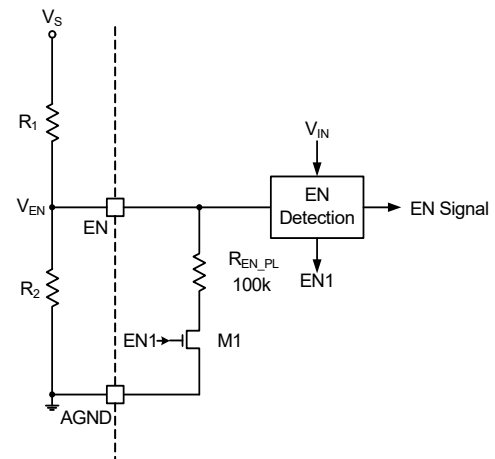 VS
R1
VIN
EN
Detection
EN Signal
VEN
EN
REN_PL
100k
EN1
R2
EN1
M1
AGND